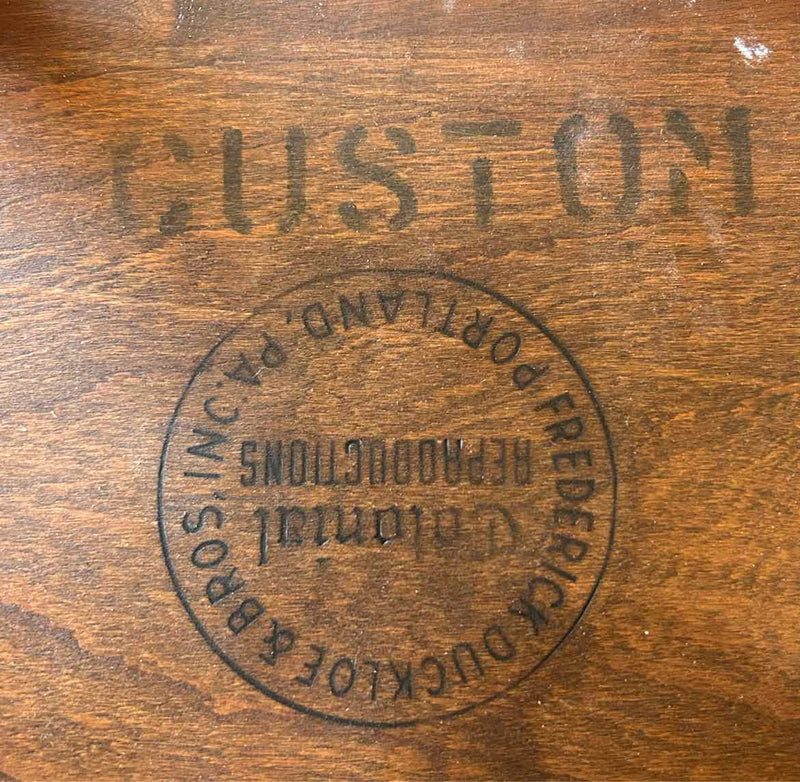 CUSTOM
FREDERICK DUCKLOE & BROS., INC.
PORTLAND, PA.
Colonial
REPRODUCTIONS